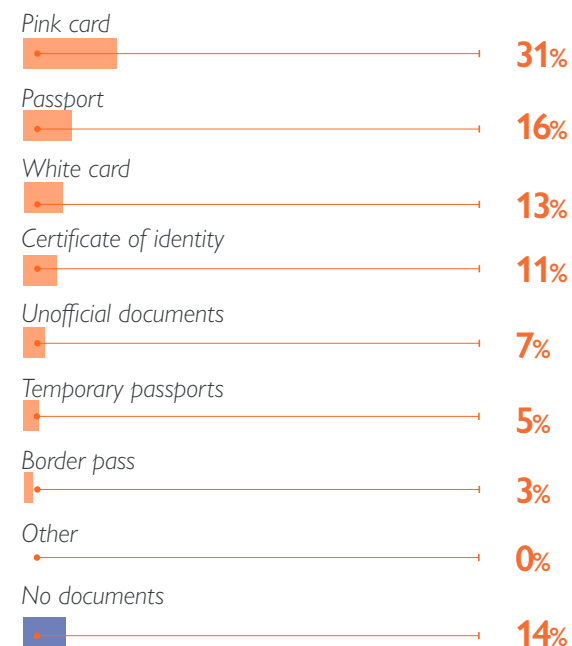 Pink card
31%
Passport
16%
White card
13%
Certificate of identity
11%
Unofficial documents
7%
Temporary passports
5%
Border pass
3%
Other
0%
No documents
14%